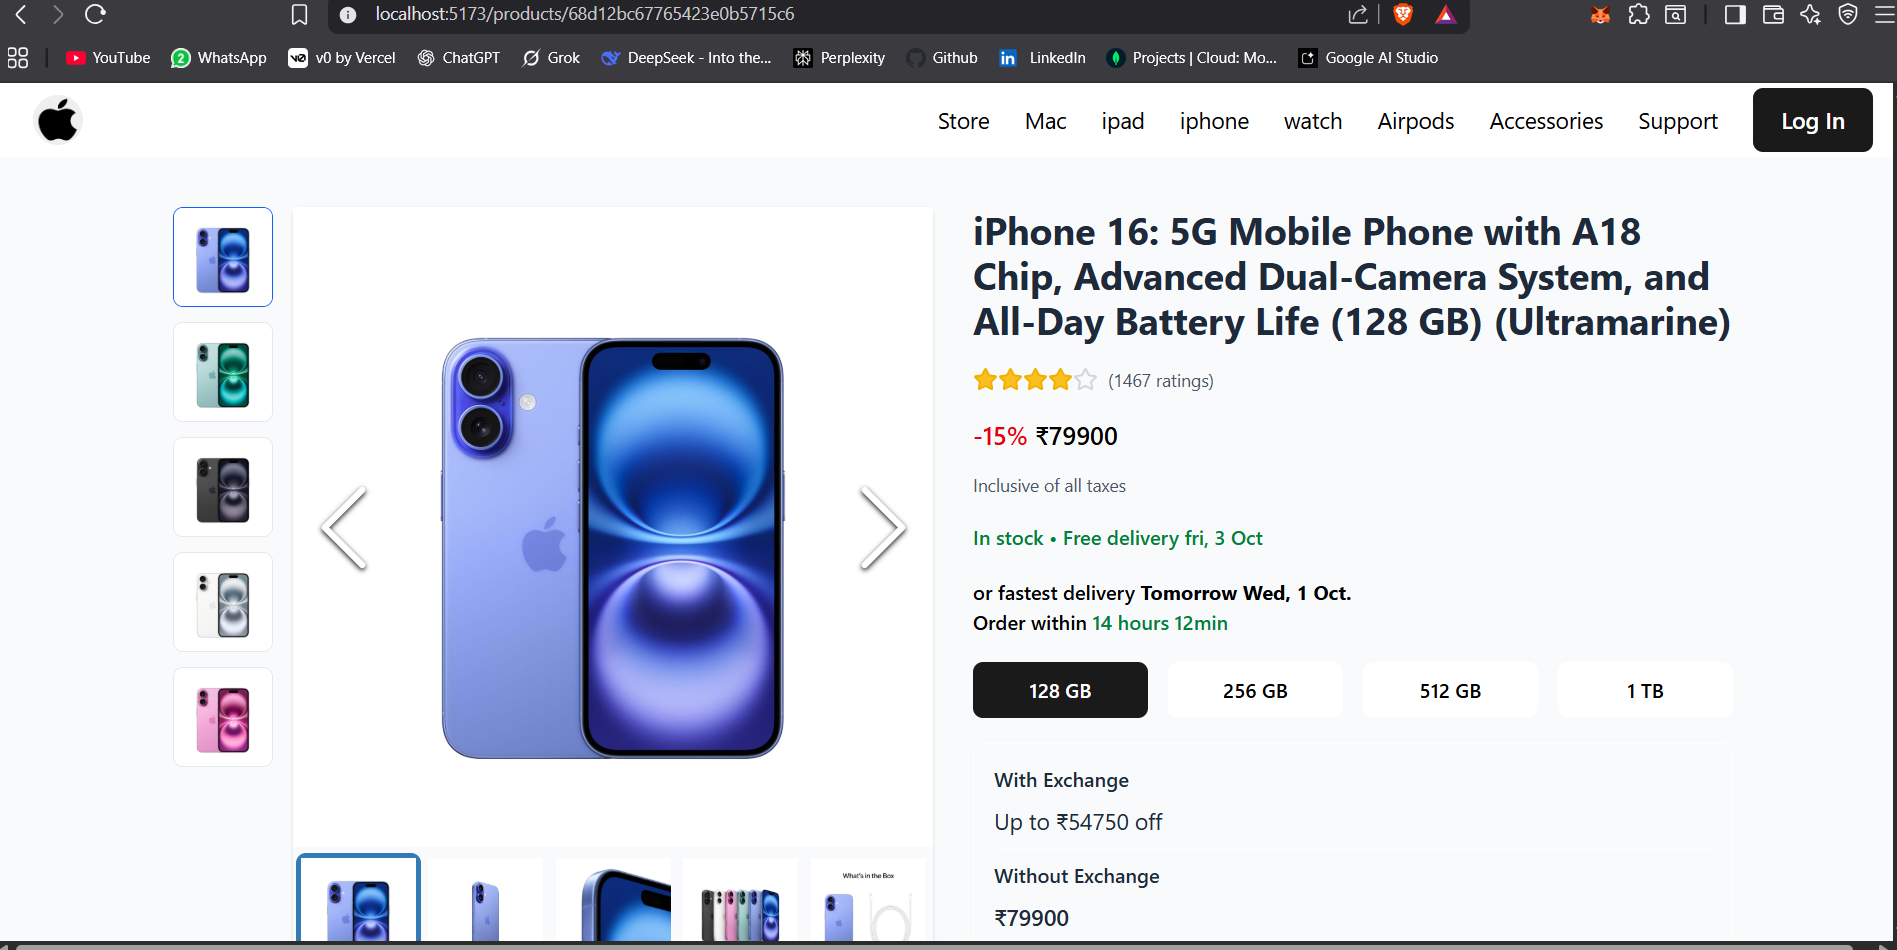 localhost:5173/products/68d12bc67765423e0b5715c6
YouTube
2
WhatsApp
v0 by Vercel
ChatGPT
Grok
DeepSeek - Into the...
Perplexity
Github
LinkedIn
Projects | Cloud: Mo...
Google AI Studio
Store
Mac
ipad
iphone
watch
Airpods
Accessories
Support
Log In
iPhone 16: 5G Mobile Phone with A18
Chip, Advanced Dual-Camera System, and
All-Day Battery Life (128 GB) (Ultramarine)
(1467 ratings)
-15% ₹79900
Inclusive of all taxes
In stock • Free delivery fri, 3 Oct
or fastest delivery Tomorrow Wed, 1 Oct.
Order within 14 hours 12min
128 GB
256 GB
512 GB
1 TB
With Exchange
Up to ₹54750 off
Without Exchange
₹79900
What's in the Box